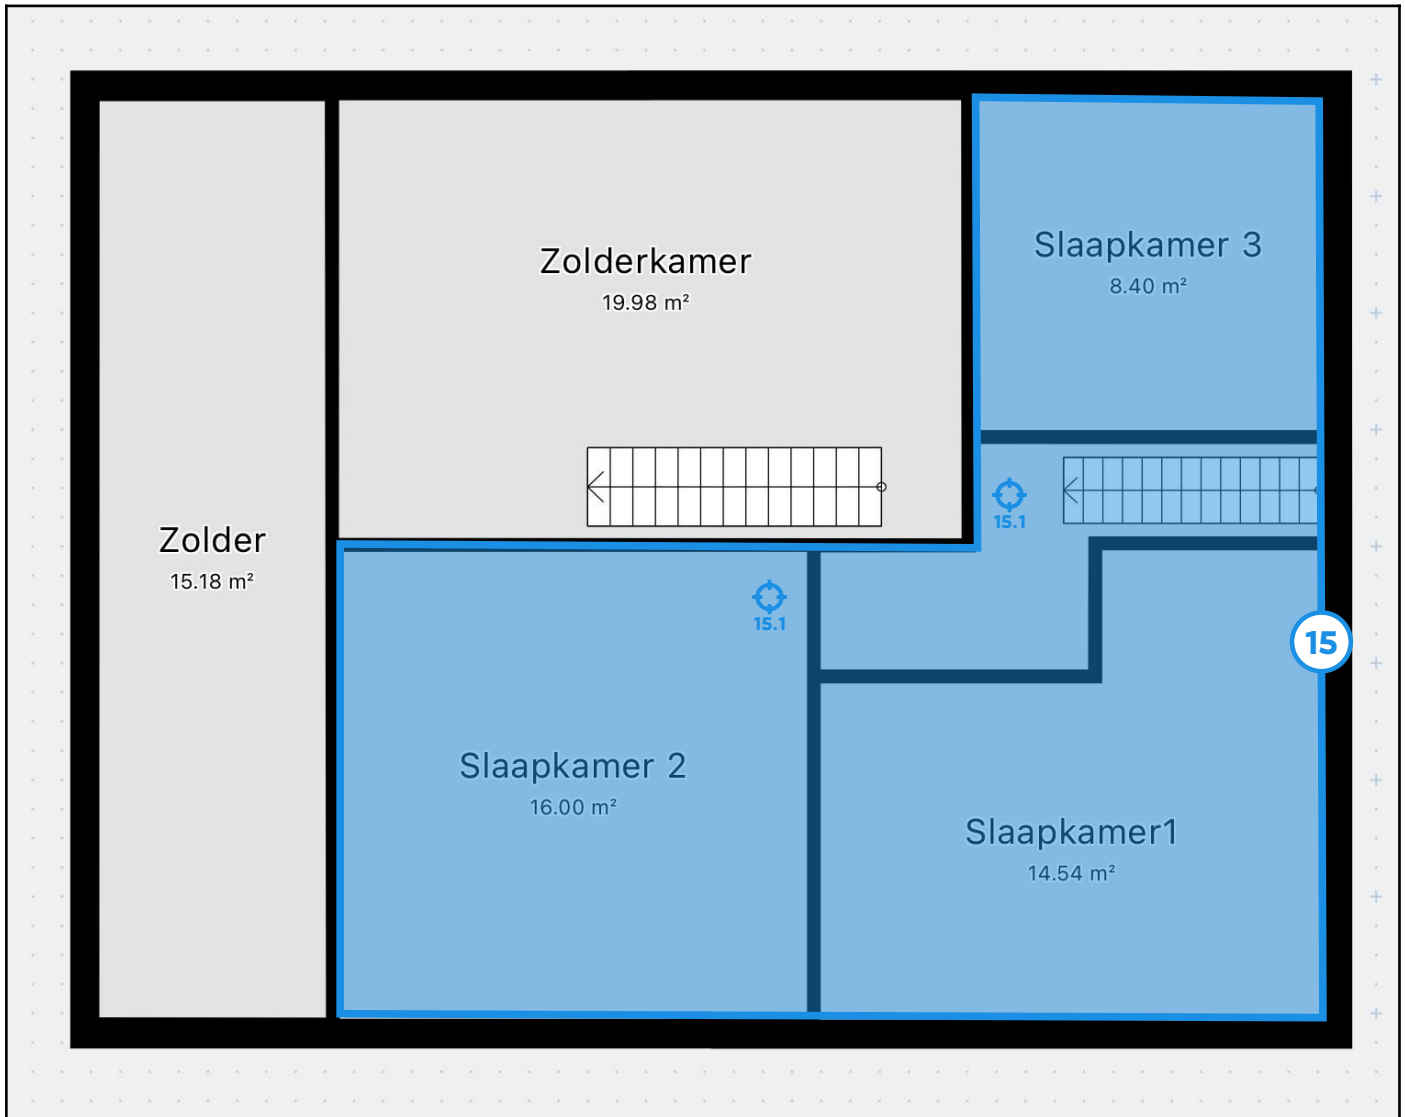 Slaapkamer 3
8.40 m²
Zolderkamer
19.98 m²
15.1
Zolder
15.18 m²
15.1
15
Slaapkamer 2
16.00 m²
Slaapkamer1
14.54 m²